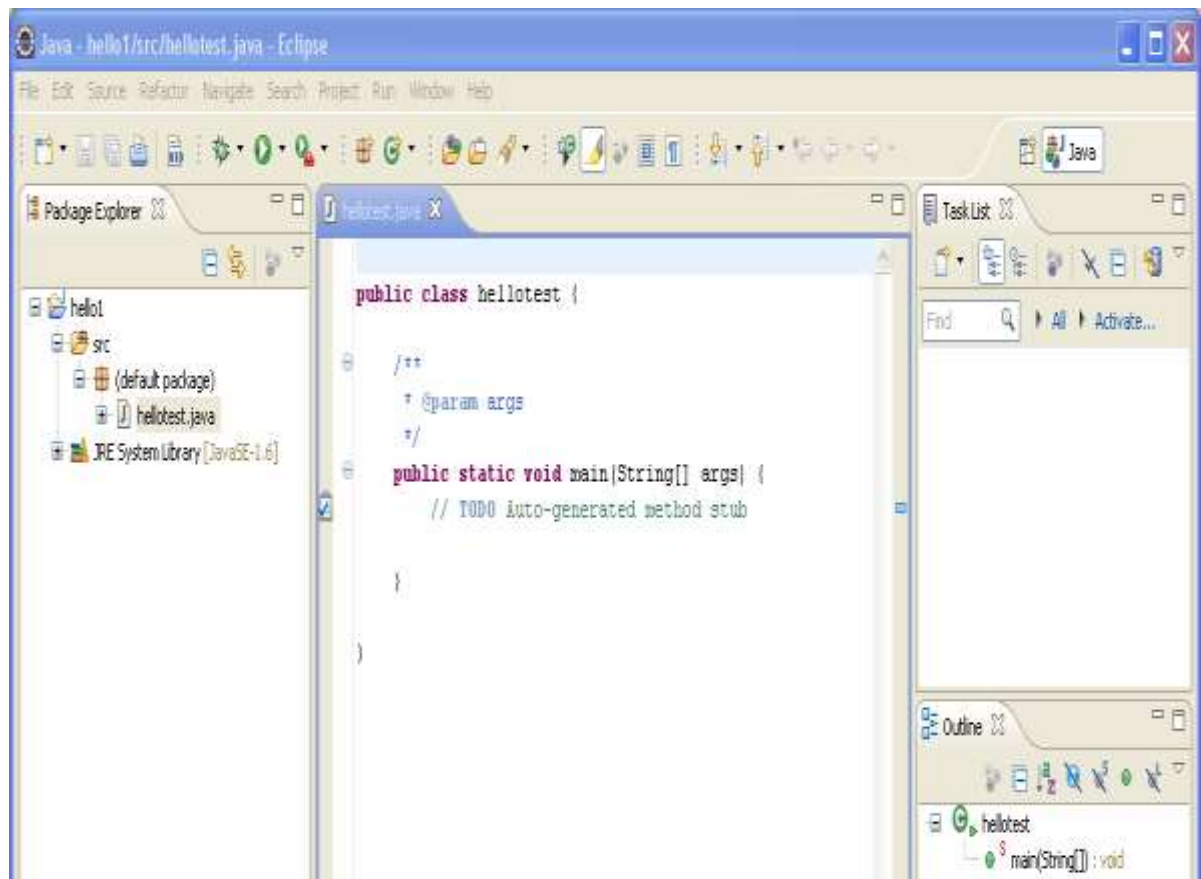 Java - hello1/src/hellotest.java - Eclipse
File Edit Source Refactor Navigate Search Project Run Window Help
Java
Package Explorer
hello1
src
(default package)
hellotest.java
JRE System Library [JavaSE-1.6]
hellotest.java
public class hellotest {
/**
* @param args
*/
public static void main(String[] args) {
// TODO Auto-generated method stub
}
}
Task List
Find All Activate...
Outline
hellotest
main(String[]) : void